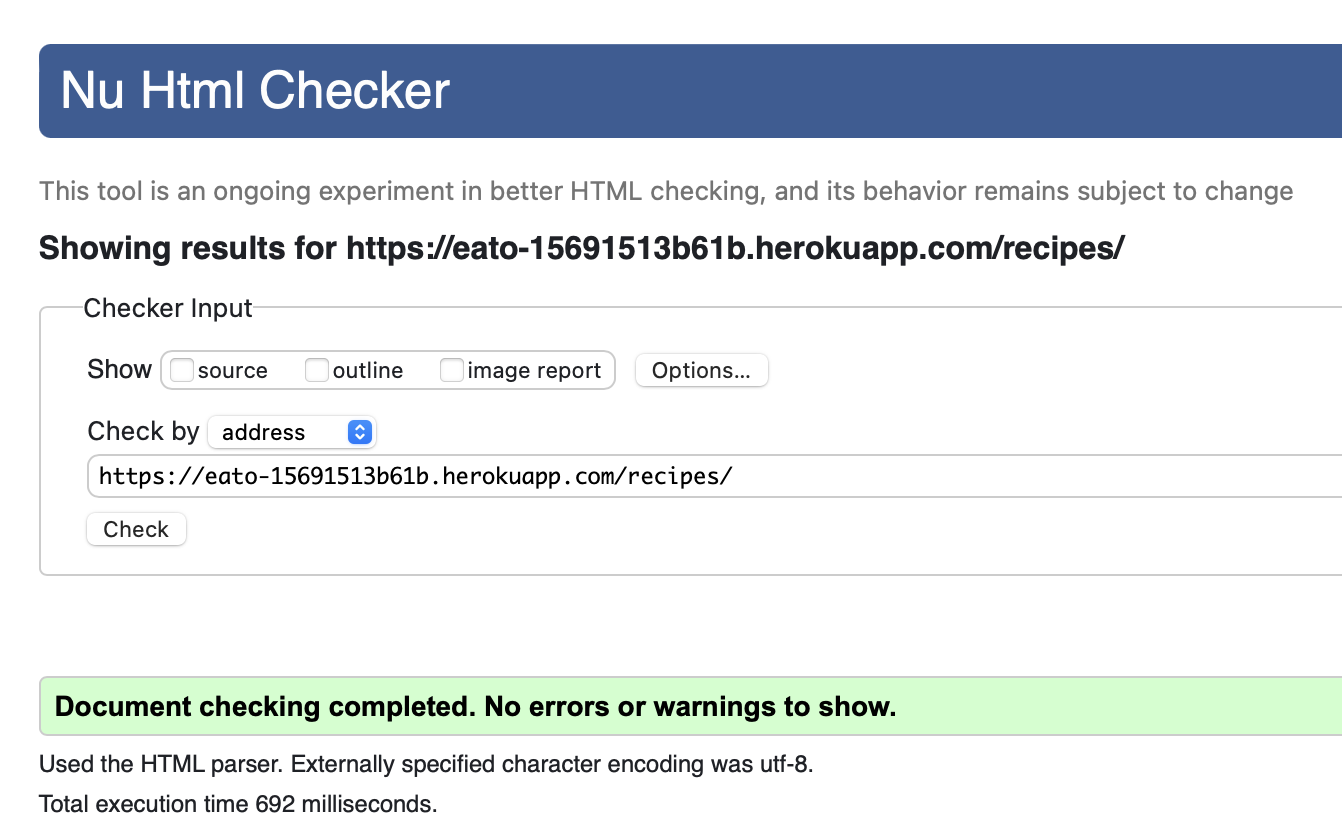 Nu Html Checker
This tool is an ongoing experiment in better HTML checking, and its behavior remains subject to change
Showing results for https://eato-15691513b61b.herokuapp.com/recipes/
Checker Input
Show source outline image report Options...
Check by address
https://eato-15691513b61b.herokuapp.com/recipes/
Check
Document checking completed. No errors or warnings to show.
Used the HTML parser. Externally specified character encoding was utf-8.
Total execution time 692 milliseconds.